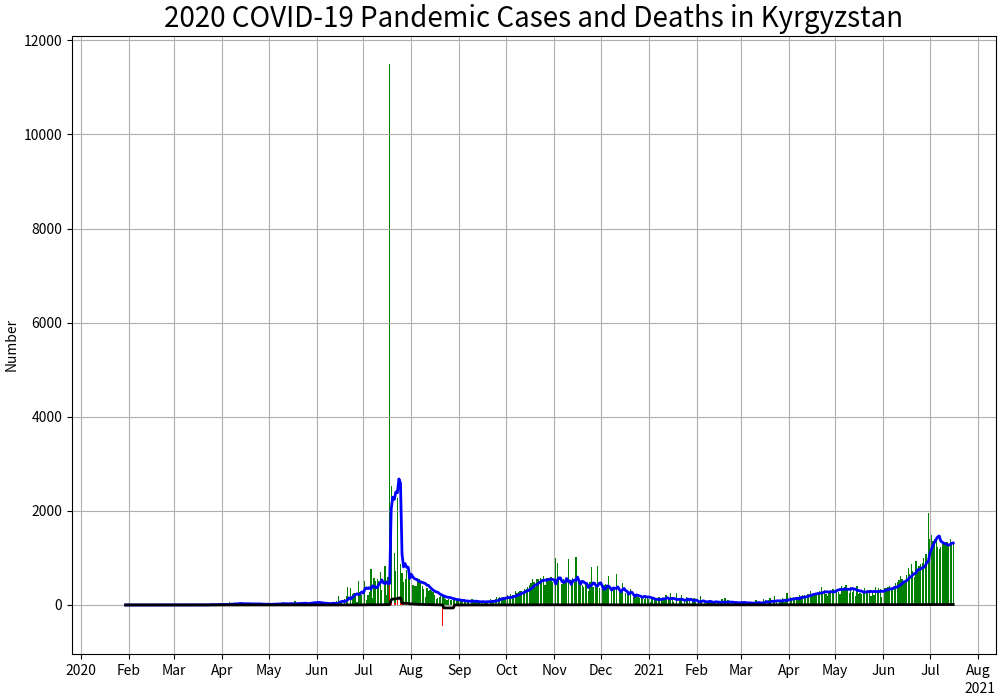 2020 COVID-19 Pandemic Cases and Deaths in Kyrgyzstan
12000
10000
8000
6000
4000
2000
0
Number
2020 Feb Mar Apr May Jun Jul Aug Sep Oct Nov Dec 2021 Feb Mar Apr May Jun Jul Aug
2021